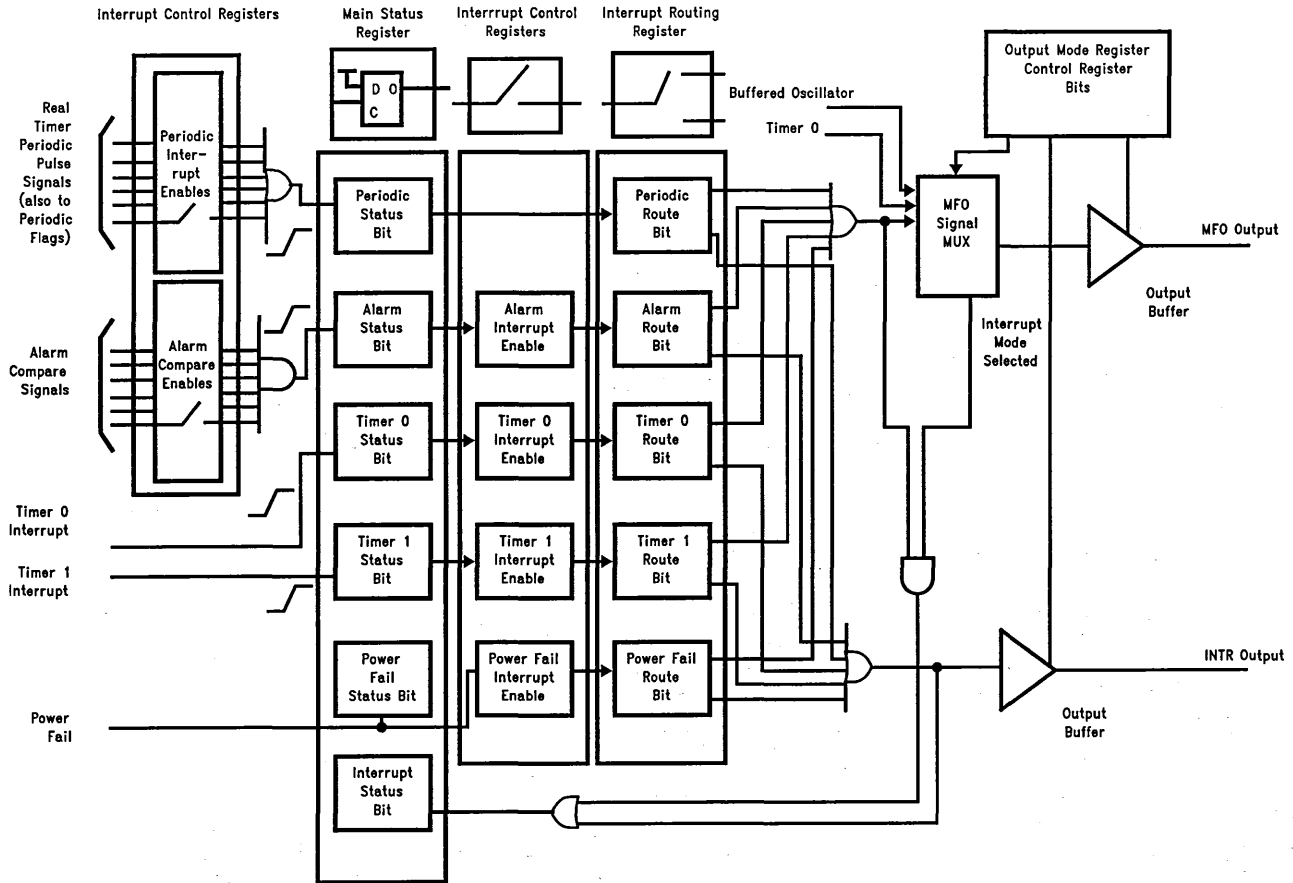 Interrupt Control Registers
Main Status
Register
Interrrupt Control
Registers
Interrupt Routing
Register
D O
C
Buffered Oscillator
Timer 0
Output Mode Register
Control Register
Bits
Real
Timer
Periodic
Pulse
Signals
(also to
Periodic
Flags)
Periodic
Inter-
rupt
Enables
Periodic
Status
Bit
Periodic
Route
Bit
MFO
Signal
MUX
MFO Output
Output
Buffer
Interrupt
Mode
Selected
Alarm
Compare
Signals
Alarm
Compare
Enables
Alarm
Status
Bit
Alarm
Interrupt
Enable
Alarm
Route
Bit
Timer 0
Status
Bit
Timer 0
Interrupt
Enable
Timer 0
Route
Bit
Timer 0
Interrupt
Timer 1
Interrupt
Timer 1
Status
Bit
Timer 1
Interrupt
Enable
Timer 1
Route
Bit
Power
Fail
Status Bit
Power Fail
Interrupt
Enable
Power Fail
Route
Bit
INTR Output
Output
Buffer
Power
Fail
Interrupt
Status
Bit